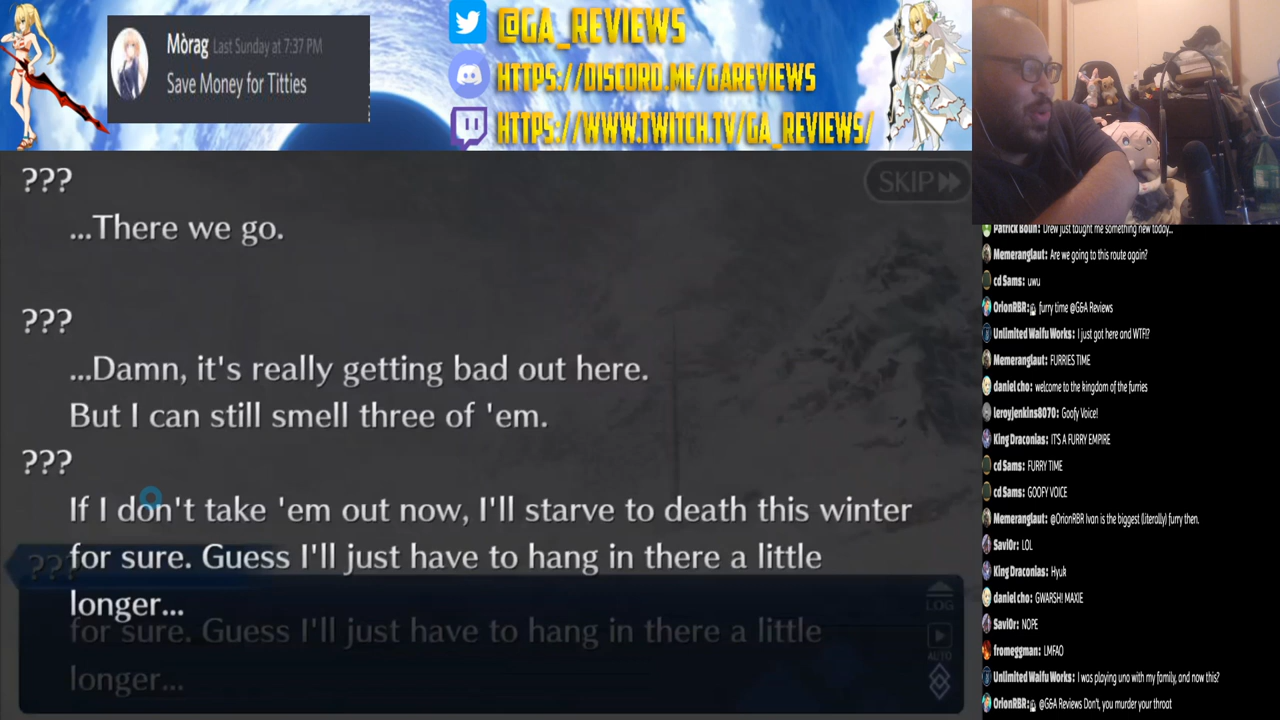 Mòrag Last Sunday at 7:37 PM
Save Money for Titties
@GA_REVIEWS
HTTPS://DISCORD.ME/GAREVIEWS
HTTPS://WWW.TWITCH.TV/GA_REVIEWS/
???
SKIP
...There we go.
???
...Damn, it's really getting bad out here.
But I can still smell three of 'em.
???
If I don't take 'em out now, I'll starve to death this winter
for sure. Guess I'll just have to hang in there a little
longer...
???
for sure. Guess I'll just have to hang in there a little
longer...
LOG
AUTO
Patrick Bolin: Drew just taught me something new today...
Memeranglaut: Are we going to this route again?
cd Sams: uwu
OrionRBR: furry time @G&A Reviews
Unlimited Waifu Works: I just got here and WTF!?
Memeranglaut: FURRIES TIME
daniel cho: welcome to the kingdom of the furries
leroyjenkins8070: Goofy Voice!
King Draconias: IT'S A FURRY EMPIRE
cd Sams: FURRY TIME
cd Sams: GOOFY VOICE
Memeranglaut: @OrionRBR Ivan is the biggest (literally) furry then.
Savi0r: LOL
King Draconias: Hyuk
daniel cho: GWARSH! MAXIE
Savi0r: NOPE
fromeggman: LMFAO
Unlimited Waifu Works: I was playing uno with my family, and now this?
OrionRBR: @G&A Reviews Don't, you murder your throat